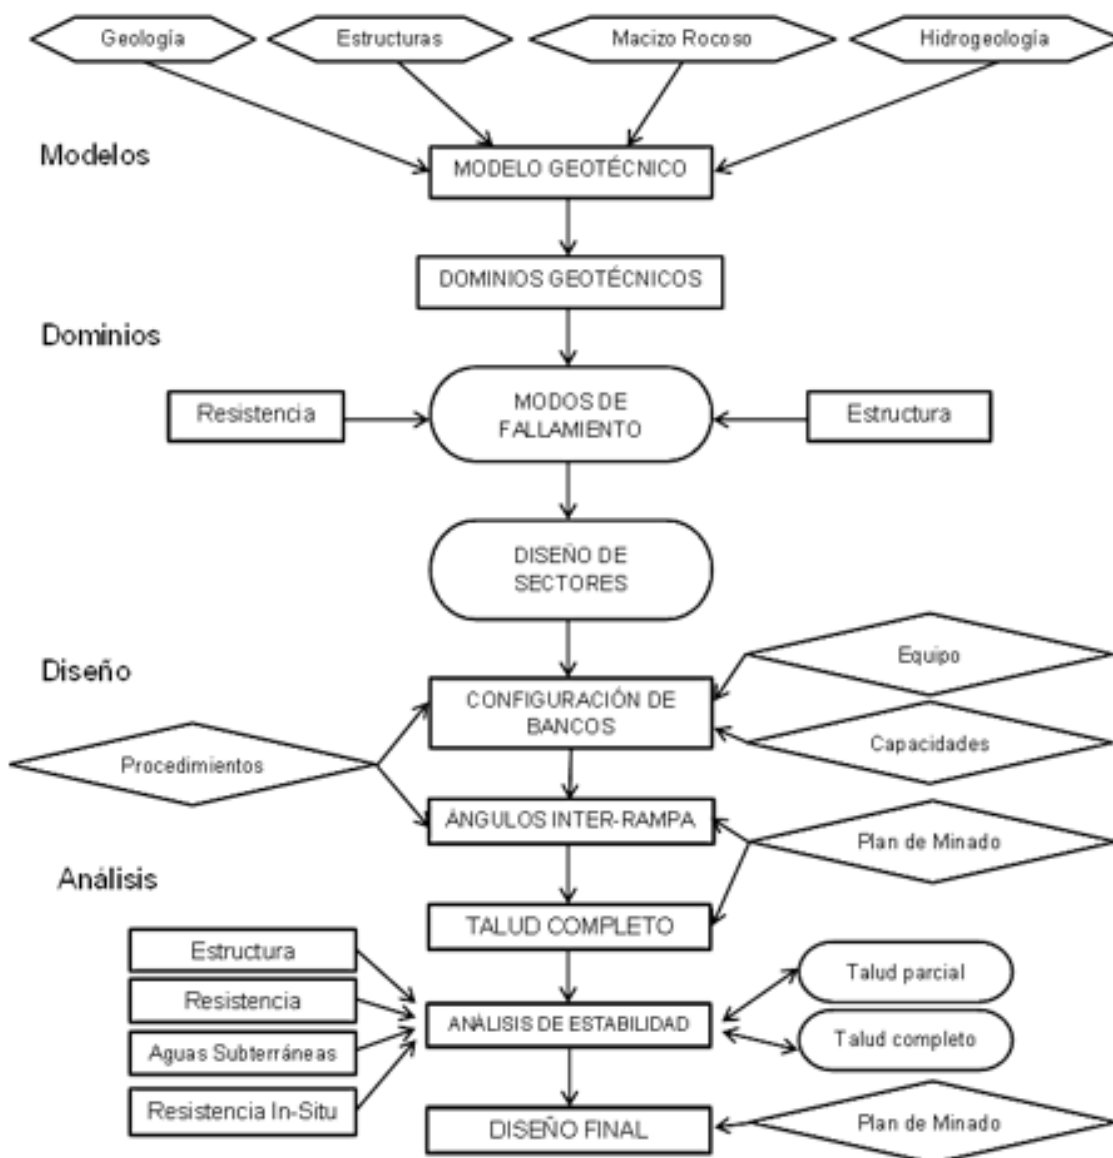 Geología
Estructuras
Macizo Rocoso
Hidrogeología
Modelos
MODELO GEOTÉCNICO
DOMINIOS GEOTÉCNICOS
Dominios
Resistencia
MODOS DE
FALLAMIENTO
Estructura
DISEÑO DE
SECTORES
Diseño
Equipo
CONFIGURACIÓN DE
BANCOS
Capacidades
Procedimientos
ÁNGULOS INTER-RAMPA
Plan de Minado
Análisis
TALUD COMPLETO
Estructura
Resistencia
Aguas Subterráneas
Resistencia In-Situ
ANÁLISIS DE ESTABILIDAD
Talud parcial
Talud completo
DISEÑO FINAL
Plan de Minado